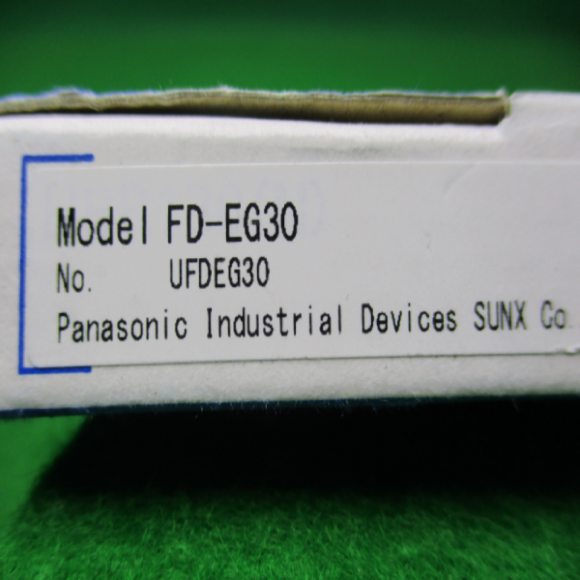 Model FD-EG30
No. UFDEG30
Panasonic Industrial Devices SUNX Co.